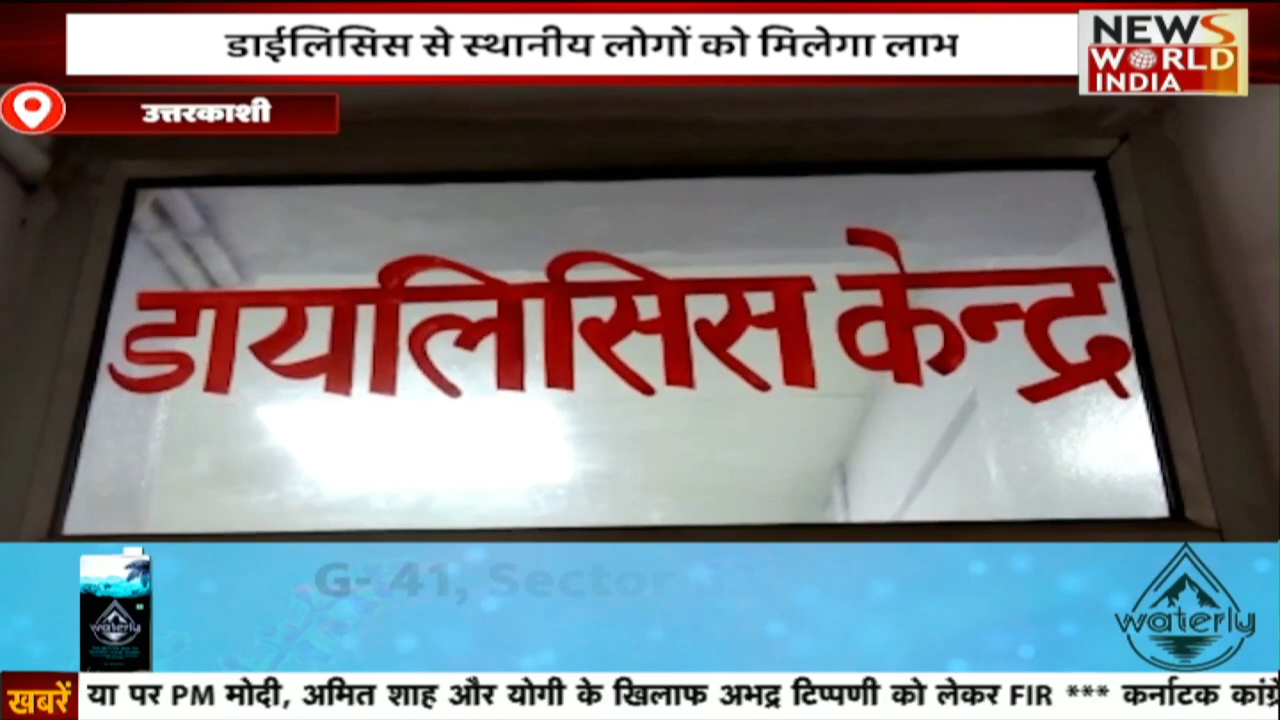 डाईलिसिस से स्थानीय लोगों को मिलेगा लाभ
NEWS
WORLD
INDIA
उत्तरकाशी
डायलिसिस केन्द्र
G- 41, Sector
waterly
waterly
खबरें
या पर PM मोदी, अमित शाह और योगी के खिलाफ अभद्र टिप्पणी को लेकर FIR *** कर्नाटक कांग्रे